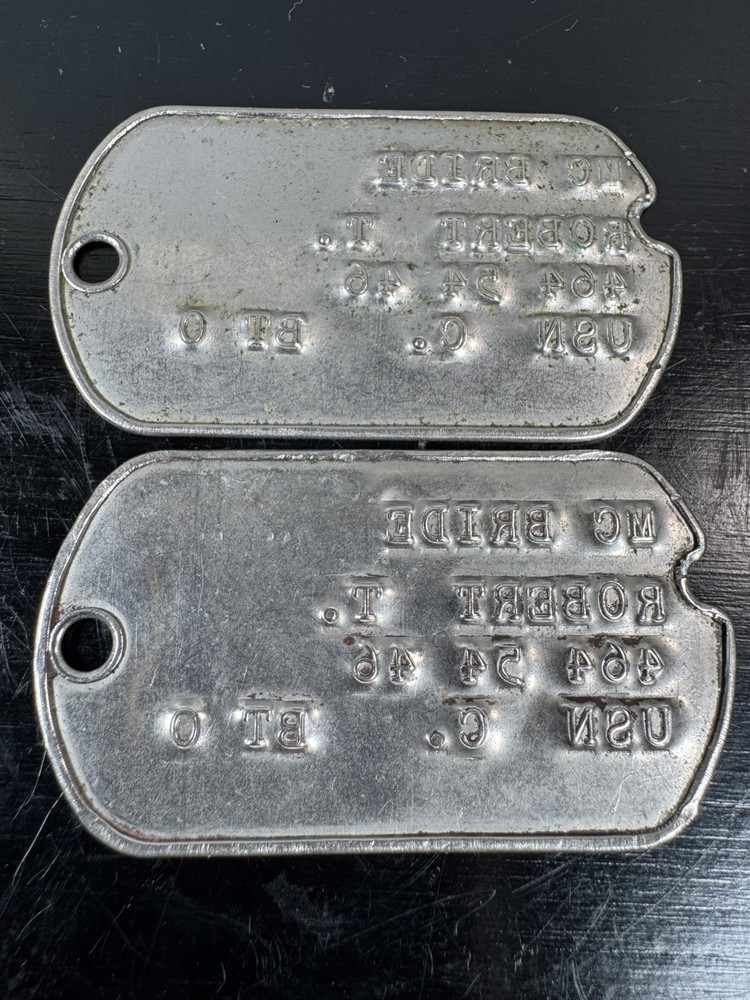 MC BRIDE
ROBERT T.
464 54 46
USN C. BT O
MC BRIDE
ROBERT T.
464 54 46
USN C. BT O